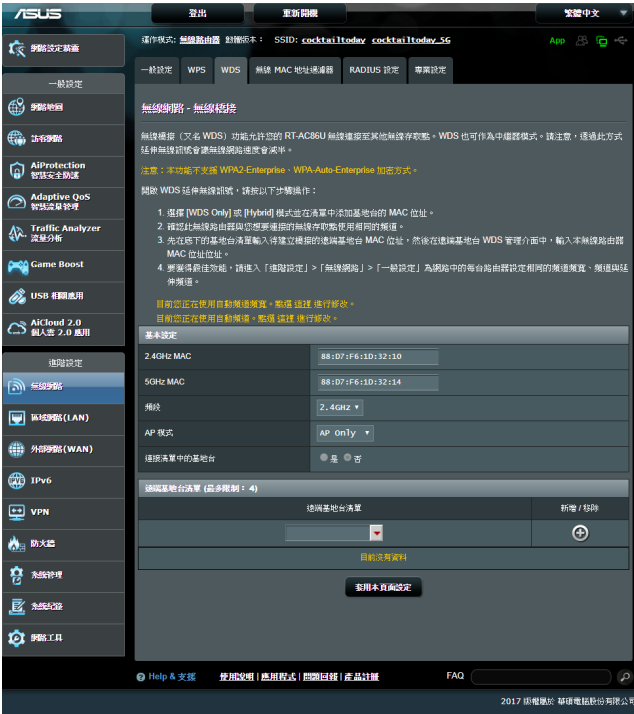 ASUS
登出
重新開機
繁體中文
運作模式: 無線路由器 韌體版本: SSID: cocktailtoday cocktailtoday_5G
App
網路設定精靈
一般設定
網路地圖
訪客網路
AiProtection
智慧安全防護
Adaptive QoS
智慧流量管理
Traffic Analyzer
流量分析
Game Boost
USB 相關應用
AiCloud 2.0
個人雲 2.0 應用
進階設定
無線網路
區域網路(LAN)
外部網路(WAN)
IPv6
VPN
防火牆
系統管理
系統紀錄
網路工具
一般設定 WPS WDS 無線 MAC 地址過濾器 RADIUS 設定 專業設定
無線網路 - 無線橋接
無線橋接（又名 WDS）功能允許您的 RT-AC86U 無線連接至其他無線存取點。WDS 也可作為中繼器模式。請注意，透過此方式
延伸無線訊號會讓無線網路速度會減半。
注意：本功能不支援 WPA2-Enterprise、WPA-Auto-Enterprise 加密方式。
開啟 WDS 延伸無線訊號，請按以下步驟操作：
1. 選擇 [WDS Only] 或 [Hybrid] 模式並在清單中添加基地台的 MAC 位址。
2. 確認此無線路由器與您想要連接的無線存取點使用相同的頻道。
3. 先在底下的基地台清單輸入待建立橋接的遠端基地台 MAC 位址，然後在遠端基地台 WDS 管理介面中，輸入本無線路由器
MAC 位址位址。
4. 要獲得最佳效能，請進入「進階設定」>「無線網路」>「一般設定」為網路中的每台路由器設定相同的頻道頻寬、頻道與延
伸頻道。
目前您正在使用自動頻道頻寬。點選 這裡 進行修改。
目前您正在使用自動頻道。點選 這裡 進行修改。
基本設定
2.4GHz MAC 88:D7:F6:1D:32:10
5GHz MAC 88:D7:F6:1D:32:14
頻段 2.4GHz
AP 模式 AP Only
連接清單中的基地台 是 否
遠端基地台清單 (最多限制： 4)
遠端基地台清單 新增 / 移除
目前沒有資料
套用本頁面設定
Help & 支援 使用說明 | 應用程式 | 問題回報 | 產品註冊 FAQ
2017 版權屬於 華碩電腦股份有限公司